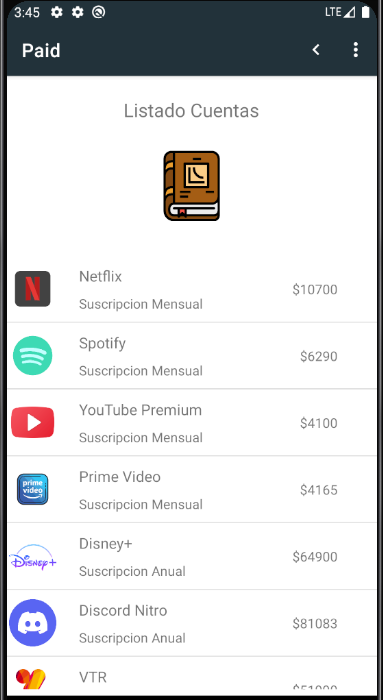 3:45 LTE
Paid
Listado Cuentas
Netflix
Suscripcion Mensual
$10700
Spotify
Suscripcion Mensual
$6290
YouTube Premium
Suscripcion Mensual
$4100
prime video
Prime Video
Suscripcion Mensual
$4165
Disney+
Disney+
Suscripcion Anual
$64900
Discord Nitro
Suscripcion Anual
$81083
VTR